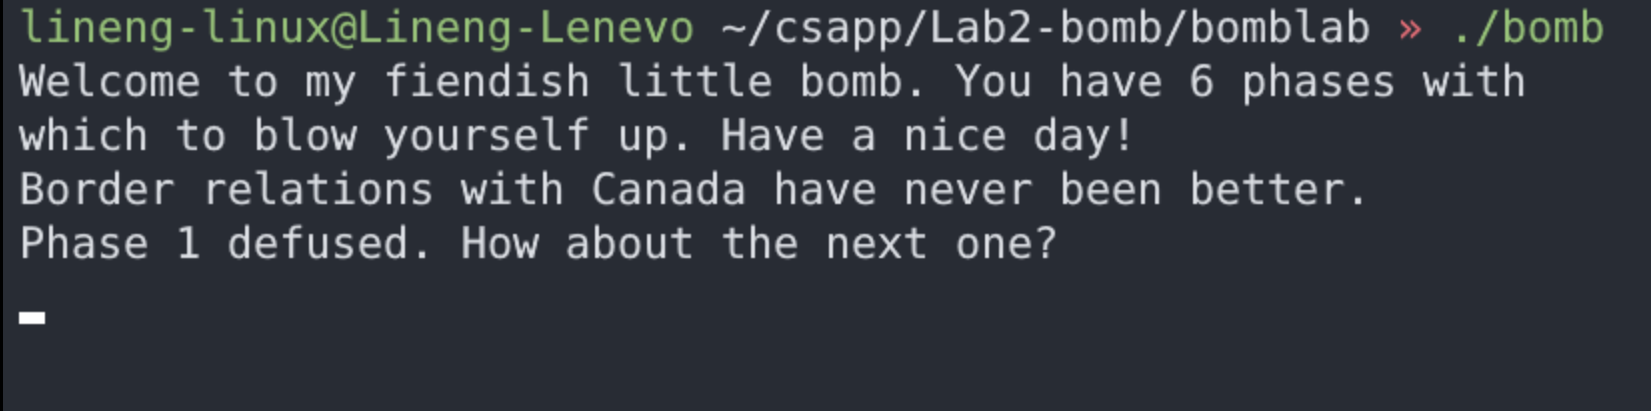 lineng-linux@Lineng-Lenevo ~/csapp/Lab2-bomb/bomblab » ./bomb
Welcome to my fiendish little bomb. You have 6 phases with
which to blow yourself up. Have a nice day!
Border relations with Canada have never been better.
Phase 1 defused. How about the next one?